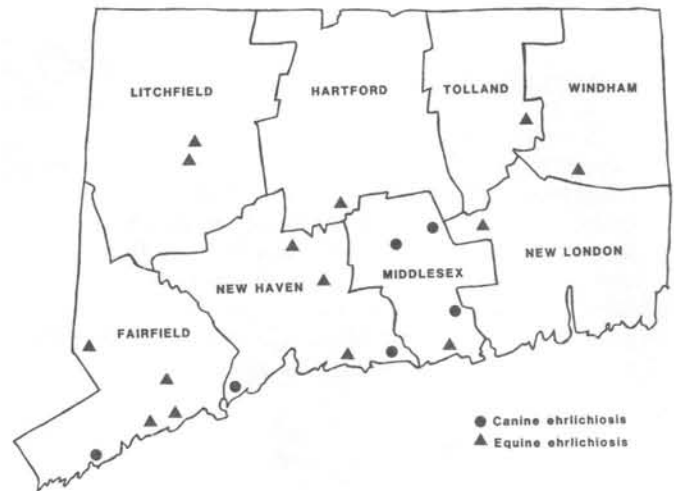 LITCHFIELD
HARTFORD
TOLLAND
WINDHAM
NEW HAVEN
MIDDLESEX
NEW LONDON
FAIRFIELD
Canine ehrlichiosis
Equine ehrlichiosis